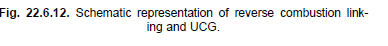 Fig. 22.6.12. Schematic representation of reverse combustion link-
ing and UCG.